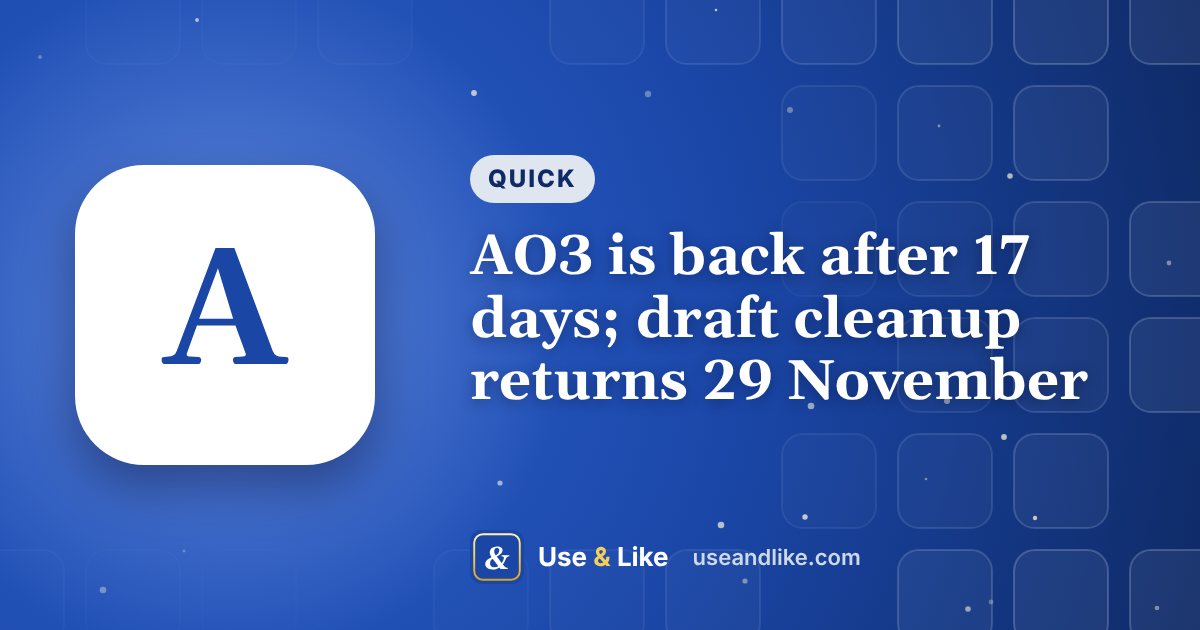 A
QUICK
AO3 is back after 17
days; draft cleanup
returns 29 November
& Use & Like useandlike.com